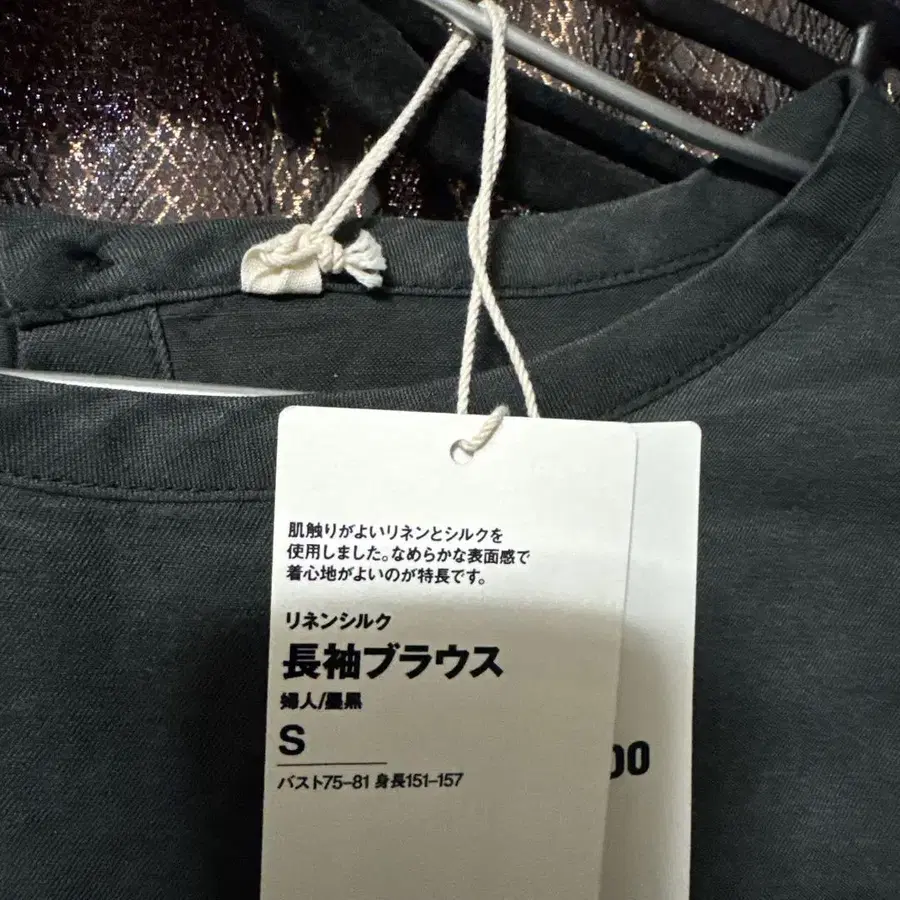 肌触りがよいリネンとシルクを
使用しました。なめらかな表面感で
着心地がよいのが特長です。
リネンシルク
長袖ブラウス
婦人/墨黒
S
バスト75–81 身長151–157
00